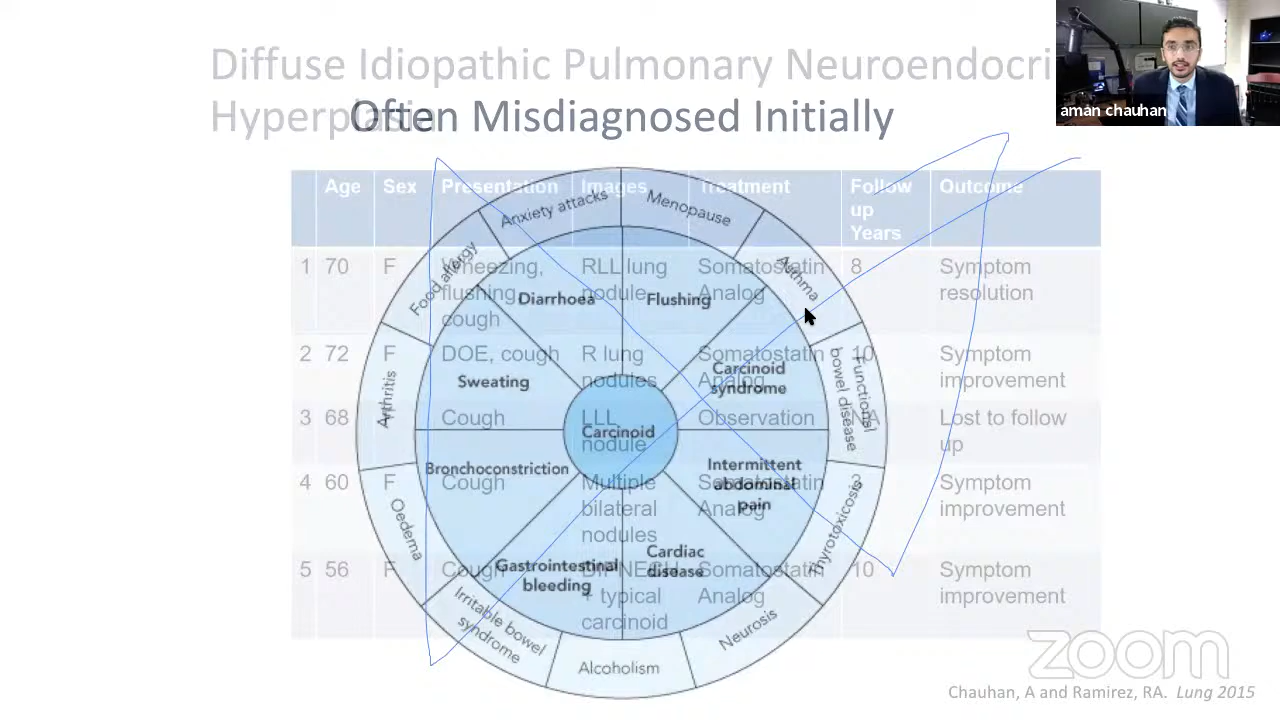 Diffuse Idiopathic Pulmonary Neuroendocri
Hyperplasia
Often Misdiagnosed Initially
aman chauhan
Age Sex Presentation Images Treatment Follow up Years Outcome
1 70 F Wheezing, flushing, cough RLL lung nodule Somatostatin Analog 8 Symptom resolution
2 72 F DOE, cough R lung nodules Somatostatin Analog 10 Symptom improvement
3 68 F Cough LLL nodule Observation NA Lost to follow up
4 60 F Cough Multiple bilateral nodules Somatostatin Analog Symptom improvement
5 56 F Cough DIPNECH + typical carcinoid Somatostatin Analog 10 Symptom improvement
Anxiety attacks
Menopause
Asthma
Functional bowel disease
Thyrotoxicosis
Neurosis
Alcoholism
Irritable bowel syndrome
Oedema
Arthritis
Food allergy
Diarrhoea
Flushing
Carcinoid syndrome
Intermittent abdominal pain
Cardiac disease
Gastrointestinal bleeding
Bronchoconstriction
Sweating
Carcinoid
zoom
Chauhan, A and Ramirez, RA. Lung 2015